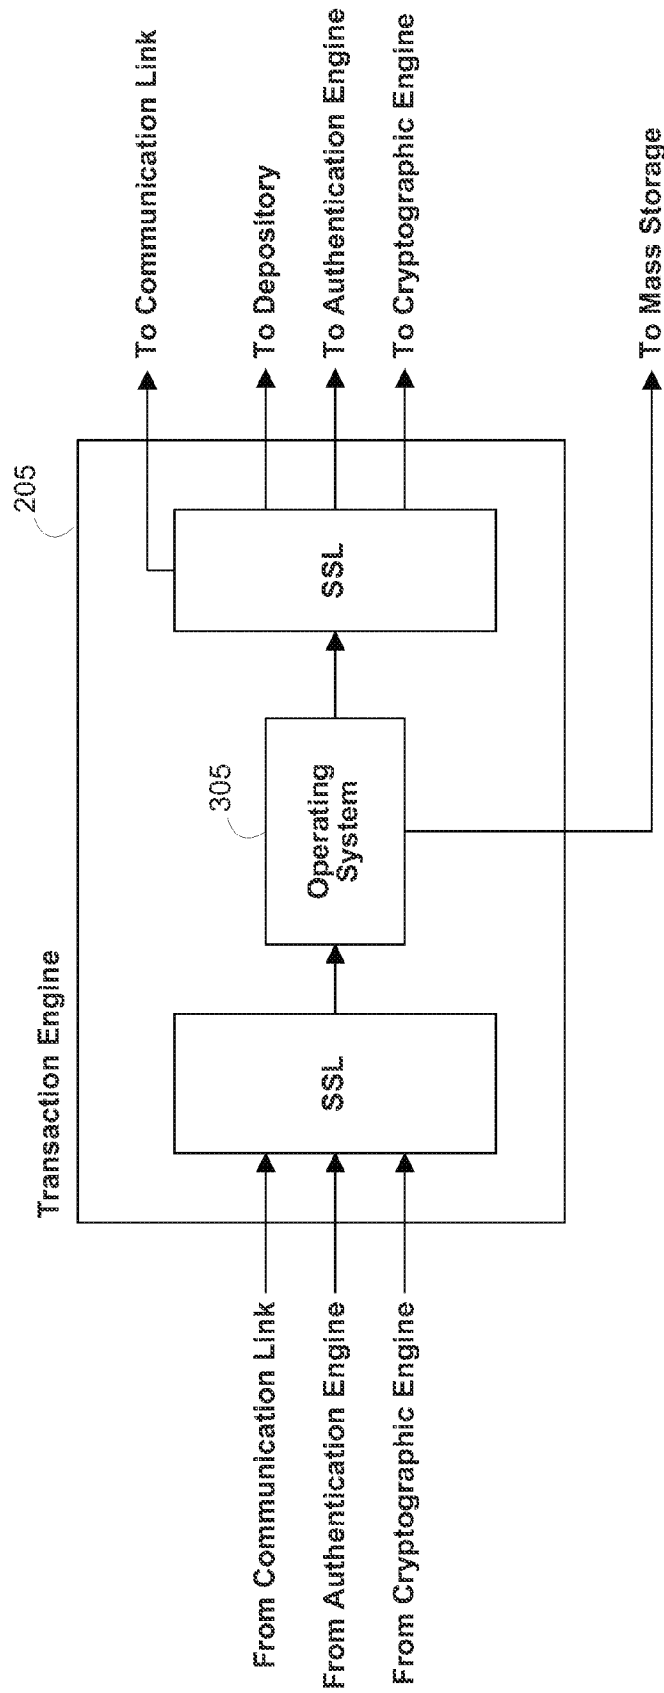 Transaction Engine
205
From Communication Link
From Authentication Engine
From Cryptographic Engine
SSL
305
Operating
System
SSL
To Communication Link
To Depository
To Authentication Engine
To Cryptographic Engine
To Mass Storage